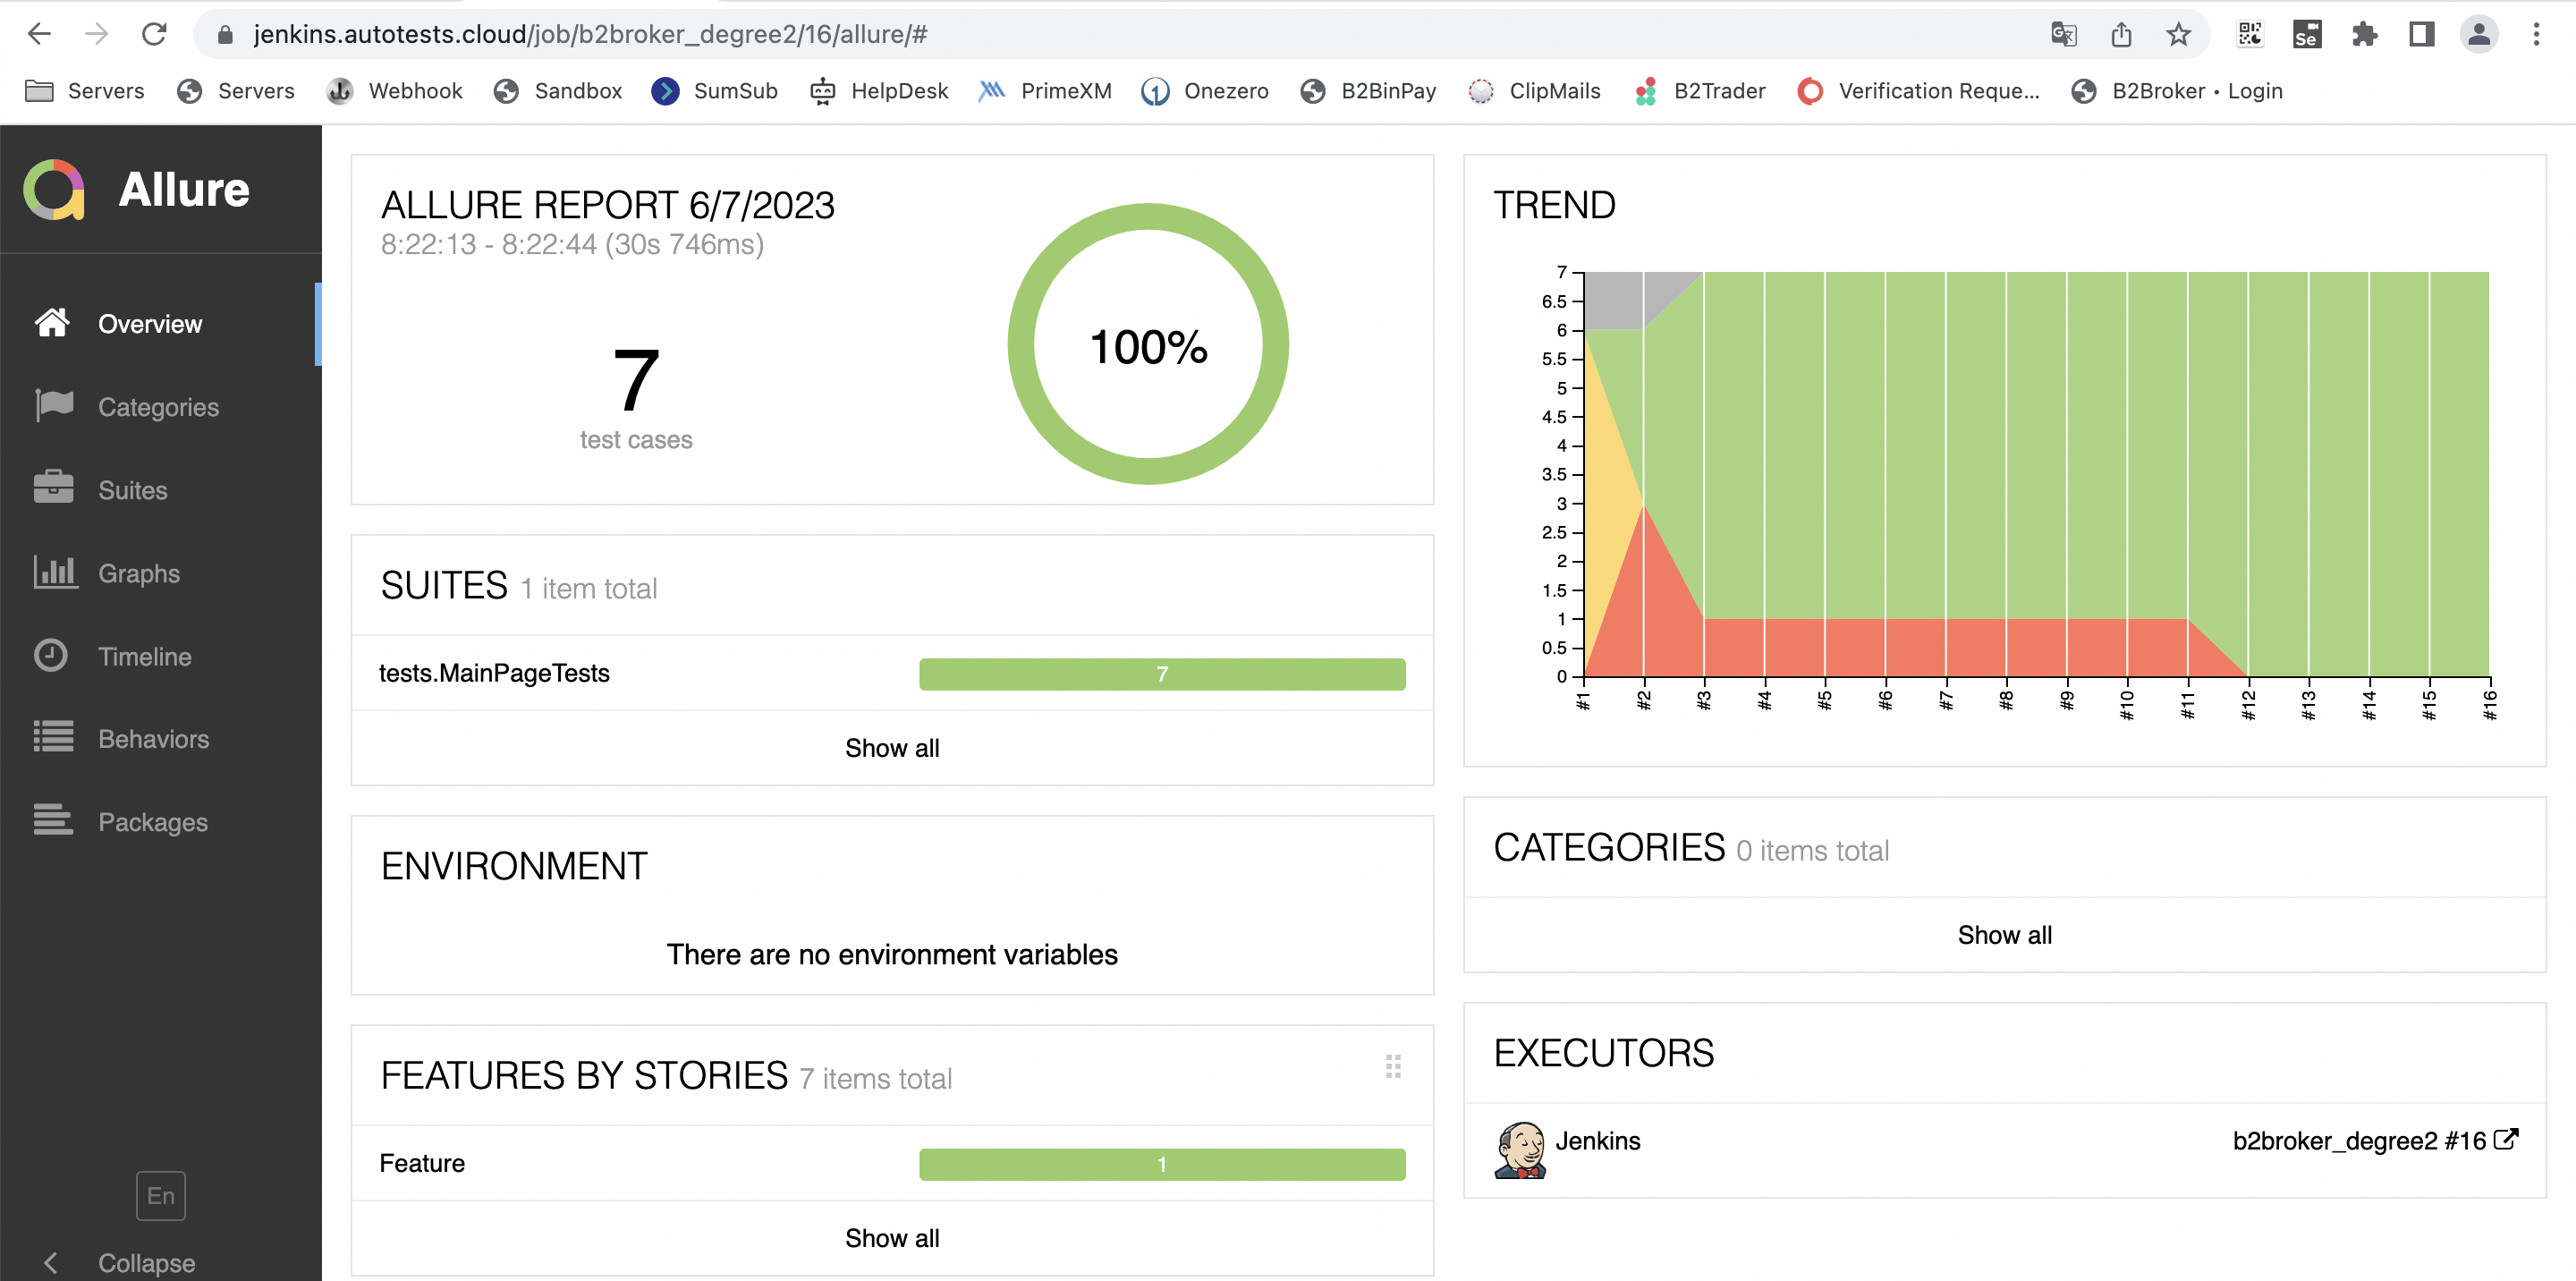 jenkins.autotests.cloud/job/b2broker_degree2/16/allure/#
Se
Servers Servers Webhook Sandbox SumSub HelpDesk PrimeXM Onezero B2BinPay ClipMails B2Trader Verification Reque... B2Broker • Login
Allure
Overview
Categories
Suites
Graphs
Timeline
Behaviors
Packages
En
Collapse
ALLURE REPORT 6/7/2023
8:22:13 - 8:22:44 (30s 746ms)
7
test cases
100%
SUITES 1 item total
tests.MainPageTests 7
Show all
ENVIRONMENT
There are no environment variables
FEATURES BY STORIES 7 items total
Feature 1
Show all
TREND
7
6.5
6
5.5
5
4.5
4
3.5
3
2.5
2
1.5
1
0.5
0
#1 #2 #3 #4 #5 #6 #7 #8 #9 #10 #11 #12 #13 #14 #15 #16
CATEGORIES 0 items total
Show all
EXECUTORS
Jenkins b2broker_degree2 #16